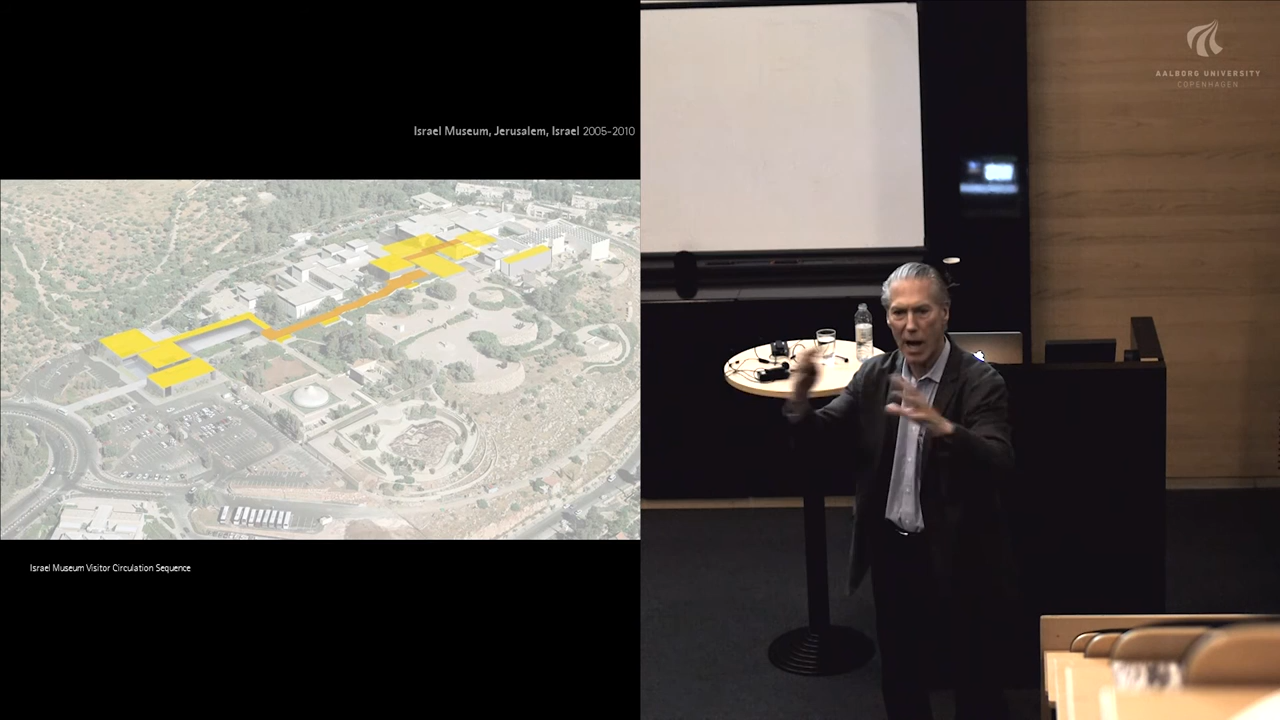 Israel Museum, Jerusalem, Israel 2005-2010
Israel Museum Visitor Circulation Sequence
AALBORG UNIVERSITY
COPENHAGEN